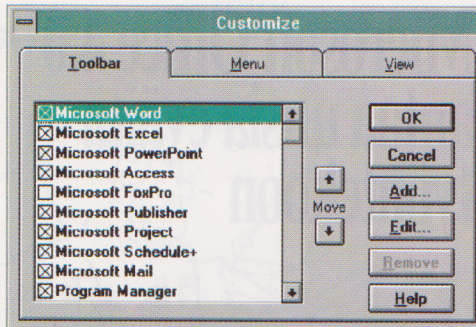 Customize
Toolbar
Menu
View
Microsoft Word
Microsoft Excel
Microsoft PowerPoint
Microsoft Access
Microsoft FoxPro
Microsoft Publisher
Microsoft Project
Microsoft Schedule+
Microsoft Mail
Program Manager
Move
OK
Cancel
Add...
Edit...
Remove
Help